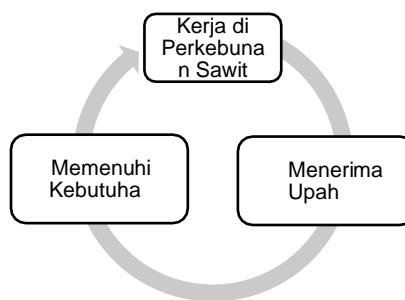 Kerja di
Perkebuna
n Sawit
Memenuhi
Kebutuha
Menerima
Upah